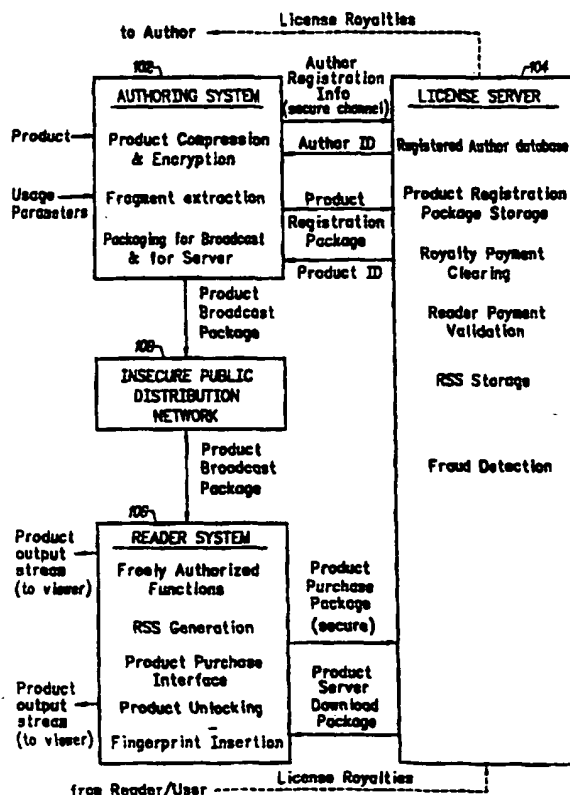 License Royalties
to Author
102
AUTHORING SYSTEM
Product Compression
& Encryption
Fragment extraction
Packaging for Broadcast
& for Server
Product
Usage
Parameters
Author
Registration
Info
(secure channel)
Author ID
Product
Registration
Package
Product ID
104
LICENSE SERVER
Registered Author database
Product Registration
Package Storage
Royalty Payment
Clearing
Reader Payment
Validation
RSS Storage
Fraud Detection
Product
Broadcast
Package
108
INSECURE PUBLIC
DISTRIBUTION
NETWORK
Product
Broadcast
Package
106
READER SYSTEM
Freely Authorized
Functions
RSS Generation
Product Purchase
Interface
Product Unlocking
Fingerprint Insertion
Product
output
stream
(to viewer)
Product
output
stream
(to viewer)
Product
Purchase
Package
(secure)
Product
Server
Download
Package
License Royalties
from Reader/User